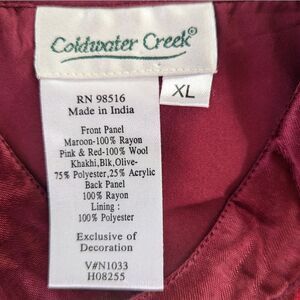 Coldwater Creek®
XL
RN 98516
Made in India
Front Panel
Maroon-100% Rayon
Pink & Red-100% Wool
Khakhi,Blk,Olive-
75% Polyester,25% Acrylic
Back Panel
100% Rayon
Lining :
100% Polyester
Exclusive of
Decoration
V#N1033
H08255